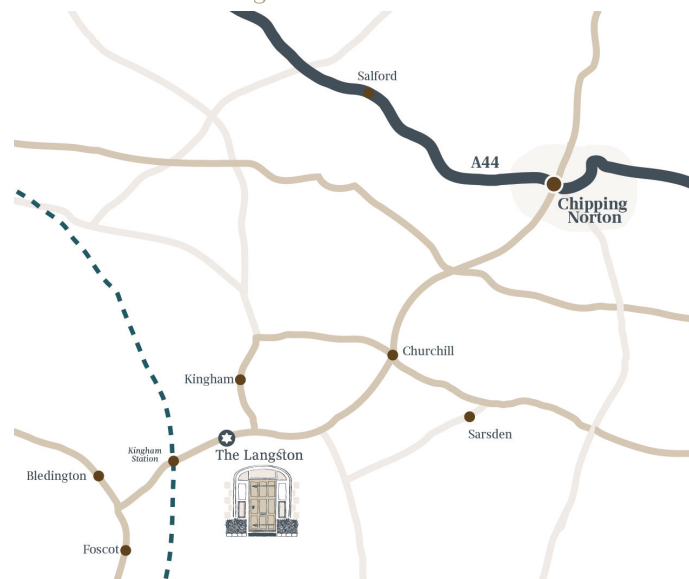 Salford
A44
Chipping
Norton
Churchill
Kingham
Sarsden
Kingham
Station
The Langston
Bledington
Foscot